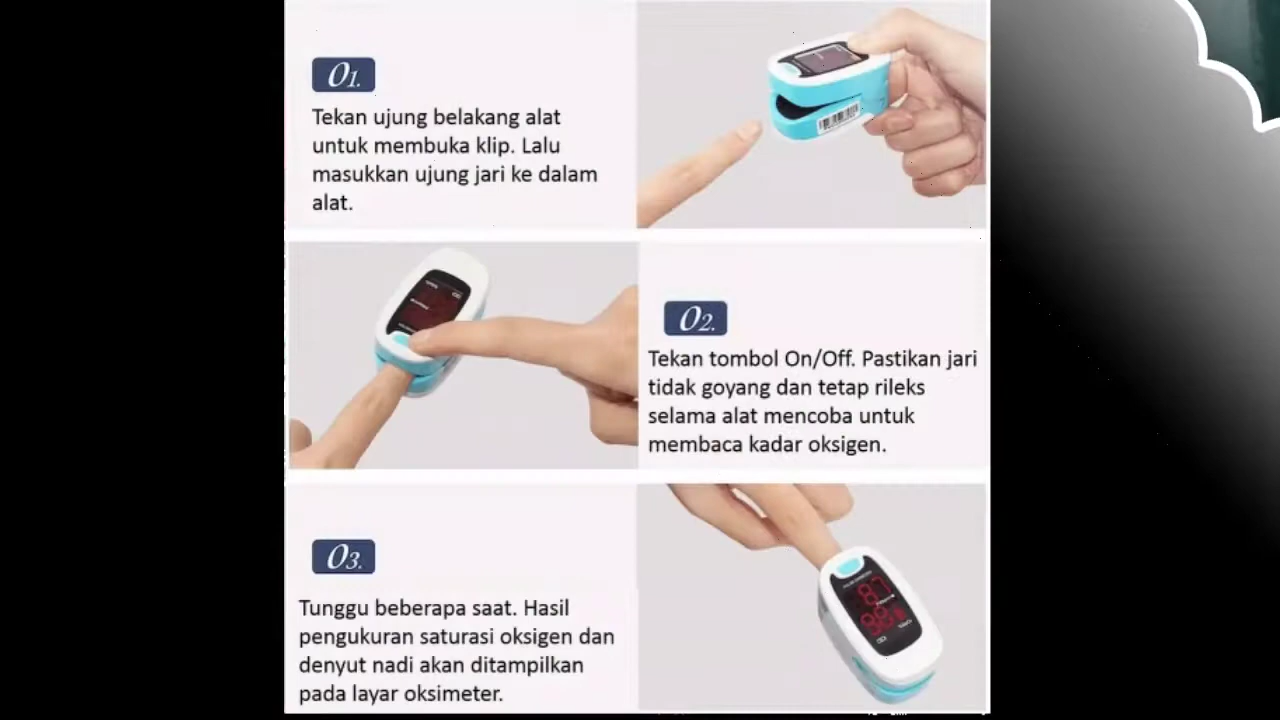 01.
Tekan ujung belakang alat
untuk membuka klip. Lalu
masukkan ujung jari ke dalam
alat.
02.
Tekan tombol On/Off. Pastikan jari
tidak goyang dan tetap rileks
selama alat mencoba untuk
membaca kadar oksigen.
03.
Tunggu beberapa saat. Hasil
pengukuran saturasi oksigen dan
denyut nadi akan ditampilkan
pada layar oksimeter.